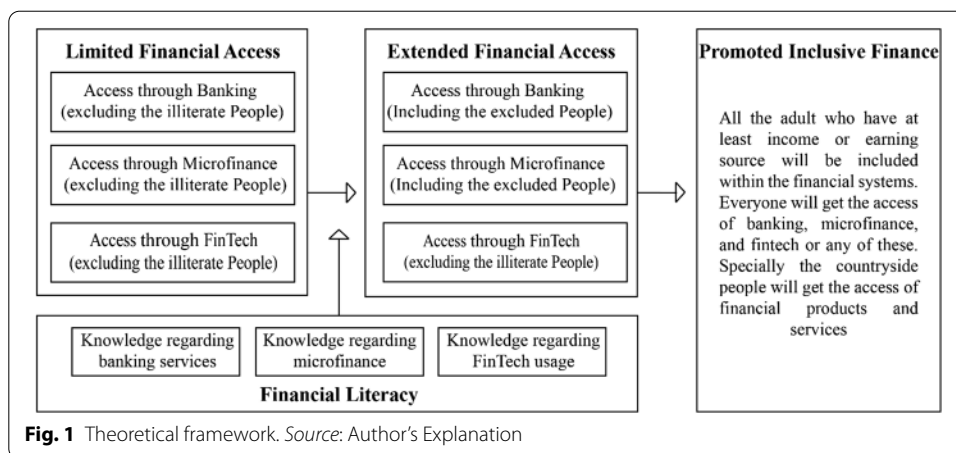 Limited Financial Access
Access through Banking
(excluding the illiterate People)
Access through Microfinance
(excluding the illiterate People)
Access through FinTech
(excluding the illiterate People)
Extended Financial Access
Access through Banking
(Including the excluded People)
Access through Microfinance
(Including the excluded People)
Access through FinTech
(excluding the illiterate People)
Promoted Inclusive Finance
All the adult who have at
least income or earning
source will be included
within the financial systems.
Everyone will get the access
of banking, microfinance,
and fintech or any of these.
Specially the countryside
people will get the access of
financial products and
services
Knowledge regarding
banking services
Knowledge regarding
microfinance
Knowledge regarding
FinTech usage
Financial Literacy
Fig. 1 Theoretical framework. Source: Author's Explanation